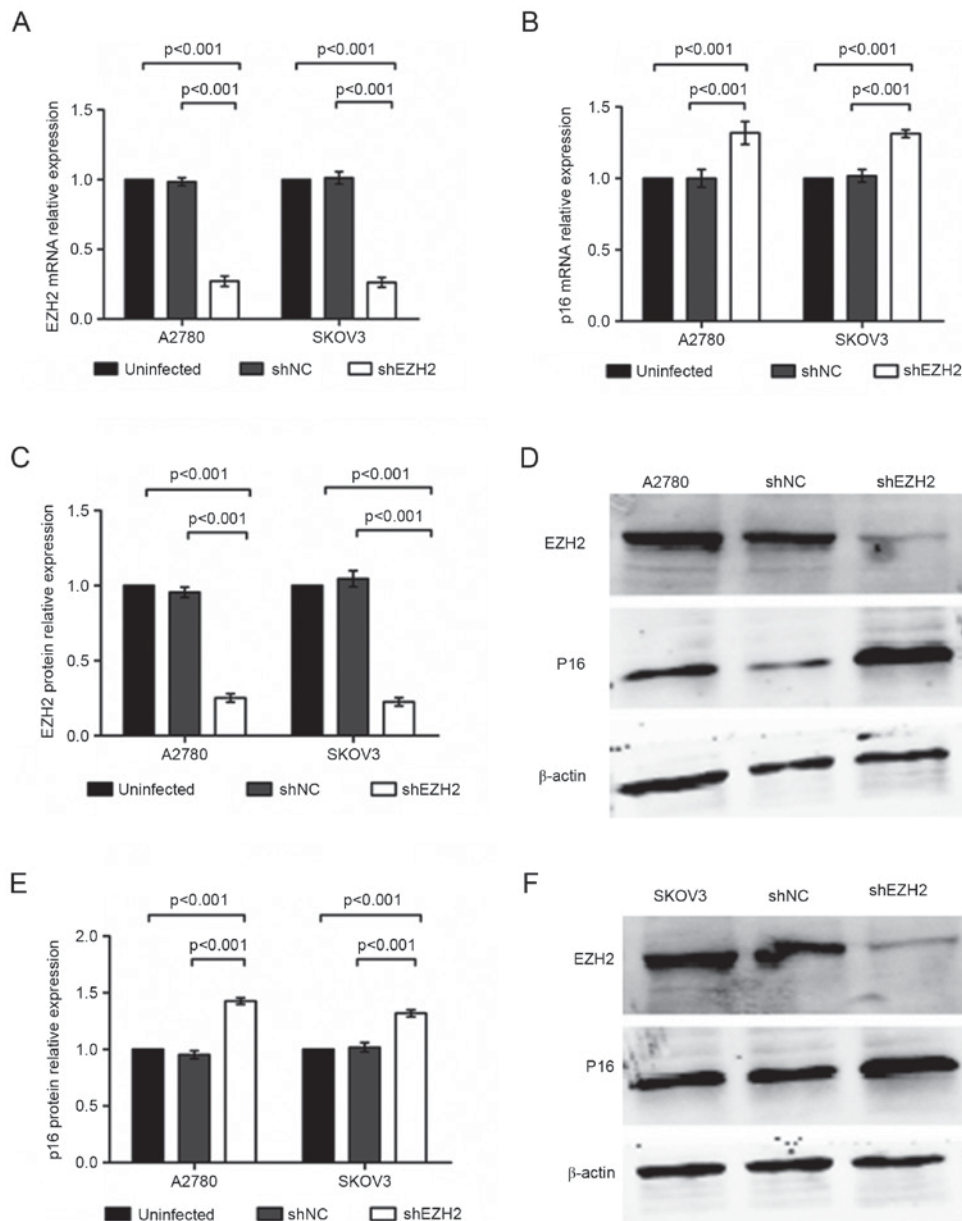 A
p<0.001 p<0.001
p<0.001 p<0.001
EZH2 mRNA relative expression
1.5
1.0
0.5
0.0
A2780 SKOV3
Uninfected shNC shEZH2
B
p<0.001 p<0.001
p<0.001 p<0.001
p16 mRNA relative expression
1.5
1.0
0.5
0.0
A2780 SKOV3
Uninfected shNC shEZH2
C
p<0.001 p<0.001
p<0.001 p<0.001
EZH2 protein relative expression
1.5
1.0
0.5
0.0
A2780 SKOV3
Uninfected shNC shEZH2
D
A2780 shNC shEZH2
EZH2
P16
β-actin
E
p<0.001 p<0.001
p<0.001 p<0.001
p16 protein relative expression
2.0
1.5
1.0
0.5
0.0
A2780 SKOV3
Uninfected shNC shEZH2
F
SKOV3 shNC shEZH2
EZH2
P16
β-actin